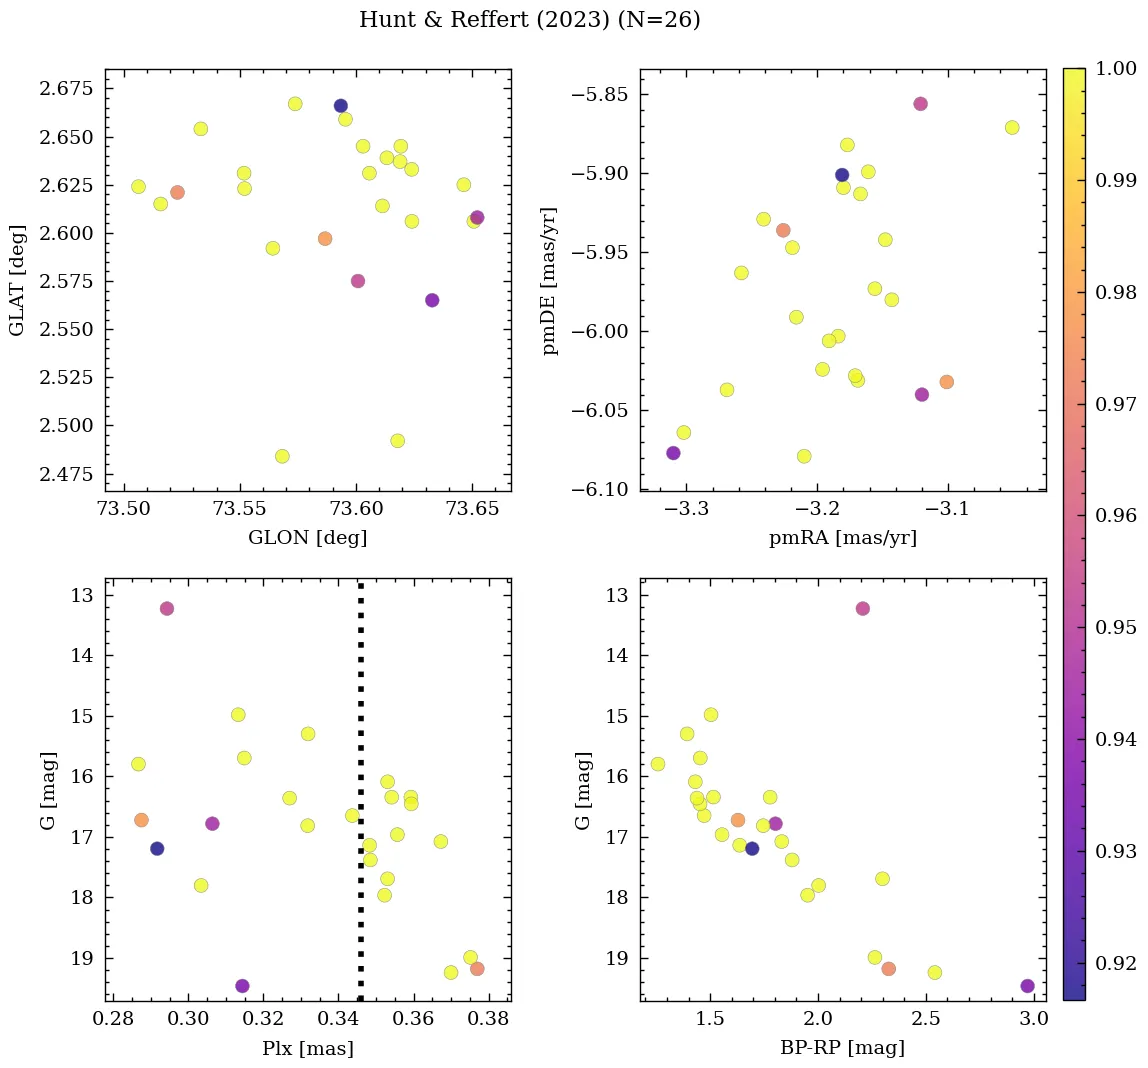 Hunt & Reffert (2023) (N=26)
2.675
2.650
2.625
2.600
2.575
2.550
2.525
2.500
2.475
GLAT [deg]
73.50 73.55 73.60 73.65
GLON [deg]
−5.85
−5.90
−5.95
−6.00
−6.05
−6.10
pmDE [mas/yr]
−3.3 −3.2 −3.1
pmRA [mas/yr]
13
14
15
16
17
18
19
G [mag]
0.28 0.30 0.32 0.34 0.36 0.38
Plx [mas]
13
14
15
16
17
18
19
G [mag]
1.5 2.0 2.5 3.0
BP-RP [mag]
1.00
0.99
0.98
0.97
0.96
0.95
0.94
0.93
0.92